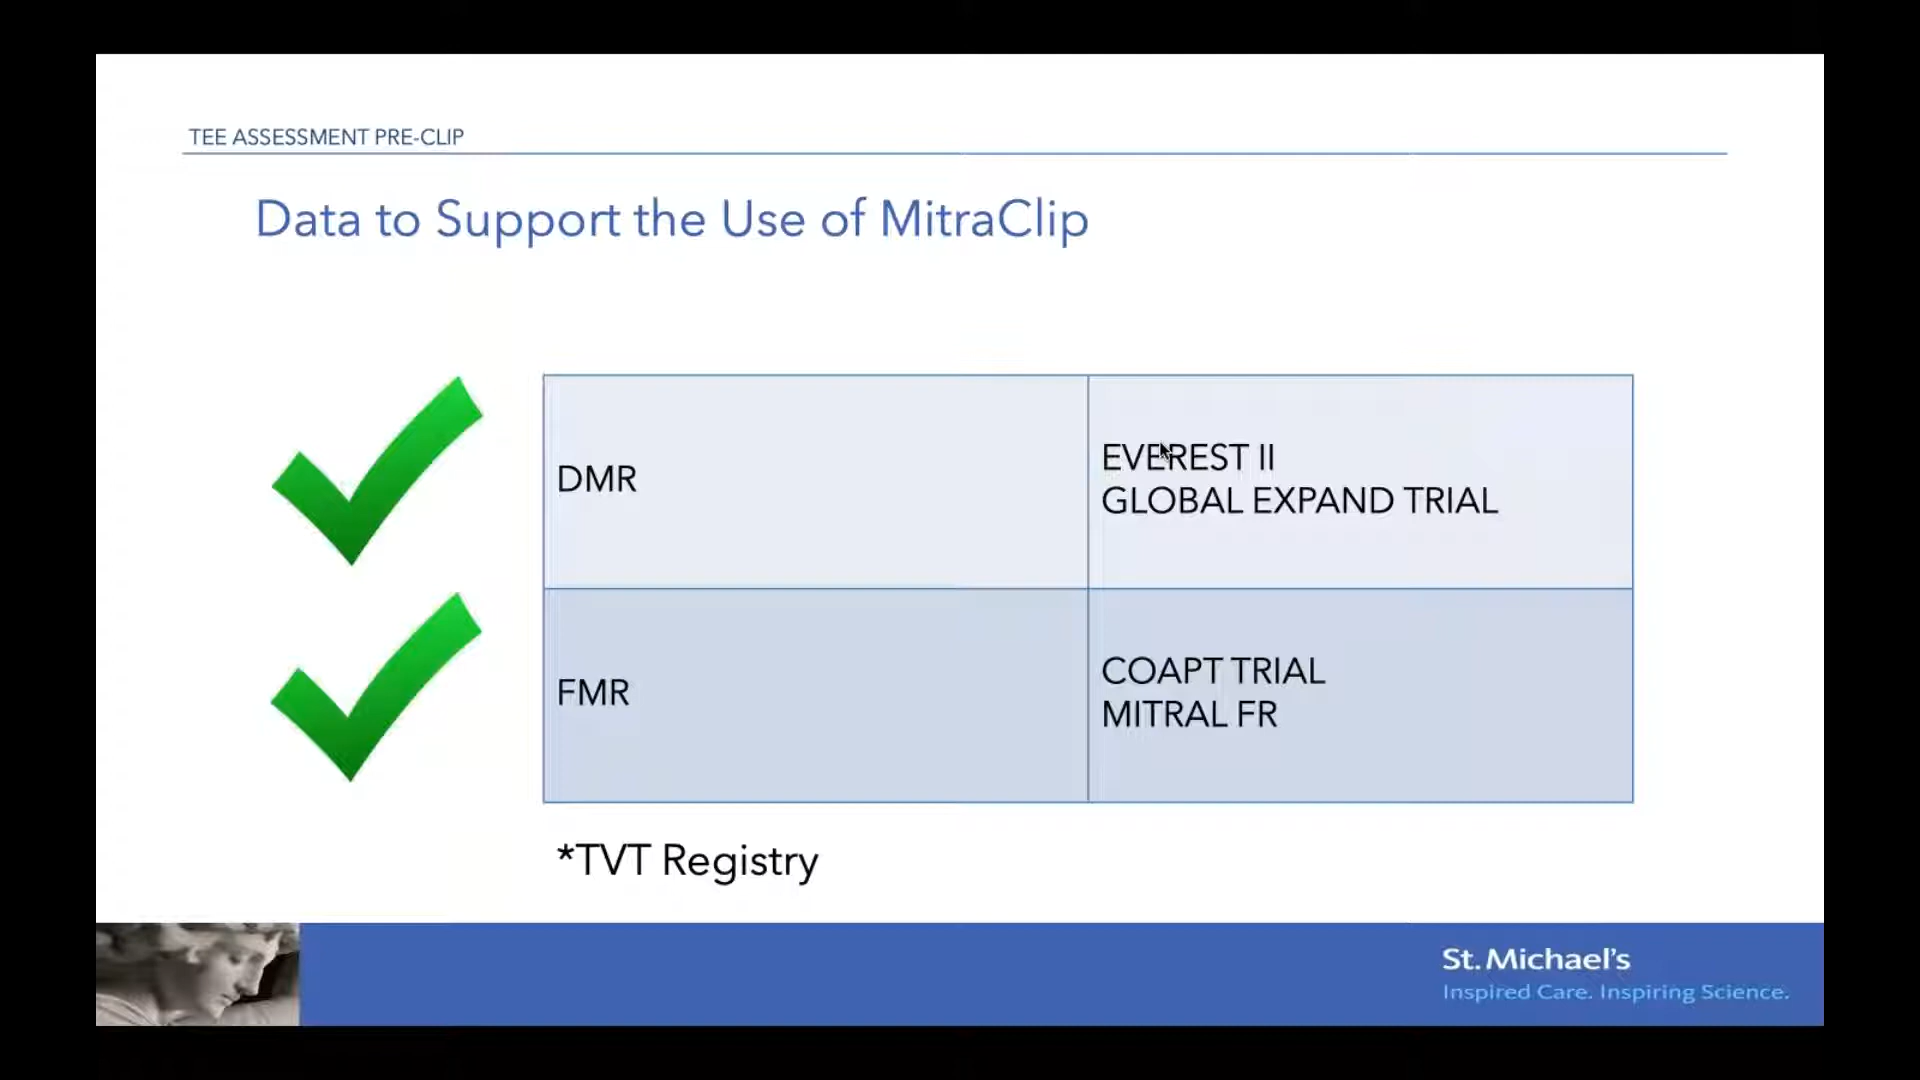 TEE ASSESSMENT PRE-CLIP
Data to Support the Use of MitraClip
DMR
EVEREST II
GLOBAL EXPAND TRIAL
FMR
COAPT TRIAL
MITRAL FR
*TVT Registry
St. Michael's
Inspired Care. Inspiring Science.